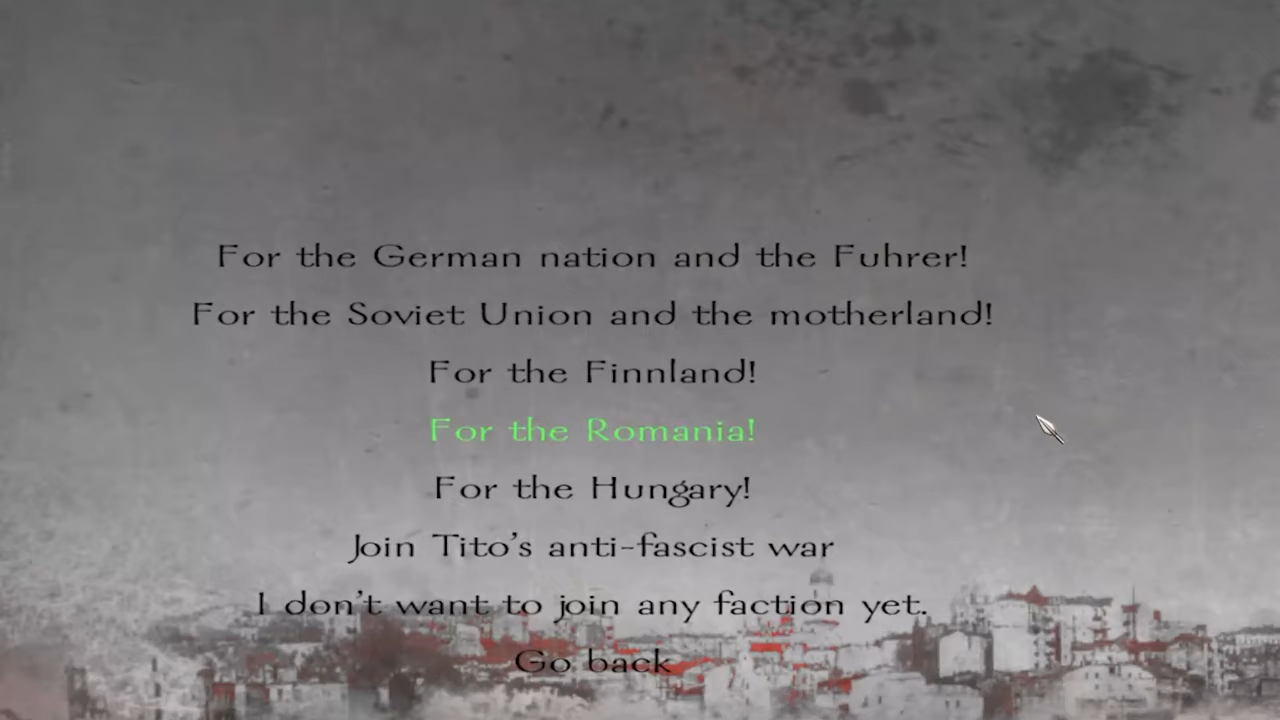 For the German nation and the Fuhrer!
For the Soviet Union and the motherland!
For the Finnland!
For the Romania!
For the Hungary!
Join Tito's anti-fascist war
I don't want to join any faction yet.
Go back